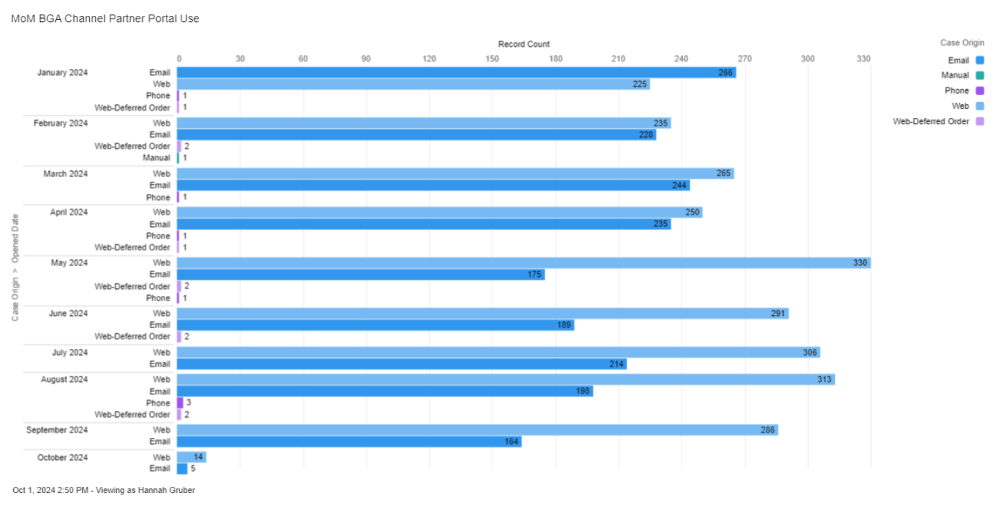 MoM BGA Channel Partner Portal Use
Record Count
0 30 60 90 120 150 180 210 240 270 300 330
Case Origin
Email
Manual
Phone
Web
Web-Deferred Order
Case Origin > Opened Date
January 2024 Email 266
Web 225
Phone 1
Web-Deferred Order 1
February 2024 Web 235
Email 228
Web-Deferred Order 2
Manual 1
March 2024 Web 265
Email 244
Phone 1
April 2024 Web 250
Email 235
Phone 1
Web-Deferred Order 1
May 2024 Web 330
Email 175
Web-Deferred Order 2
Phone 1
June 2024 Web 291
Email 189
Web-Deferred Order 2
July 2024 Web 306
Email 214
August 2024 Web 313
Email 198
Phone 3
Web-Deferred Order 2
September 2024 Web 286
Email 164
October 2024 Web 14
Email 5
Oct 1, 2024 2:50 PM - Viewing as Hannah Gruber